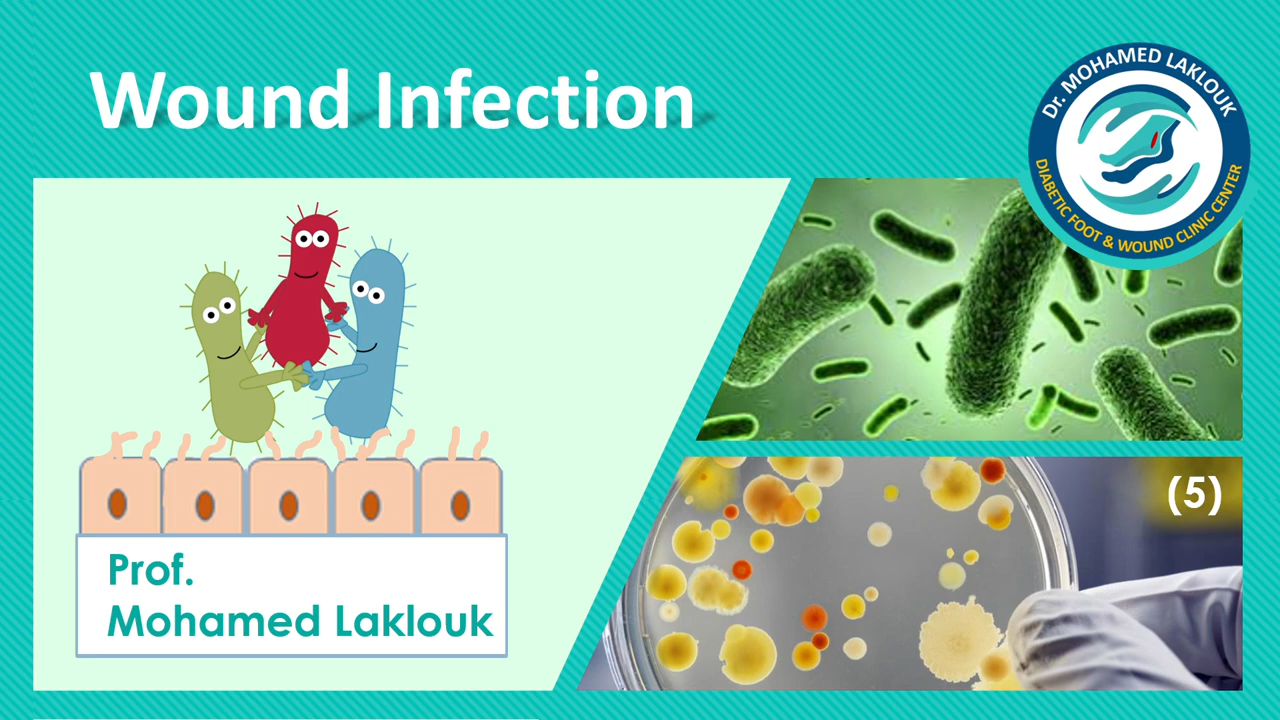 Wound Infection
Dr. MOHAMED LAKLOUK
DIABETIC FOOT & WOUND CLINIC CENTER
(5)
Prof.
Mohamed Laklouk